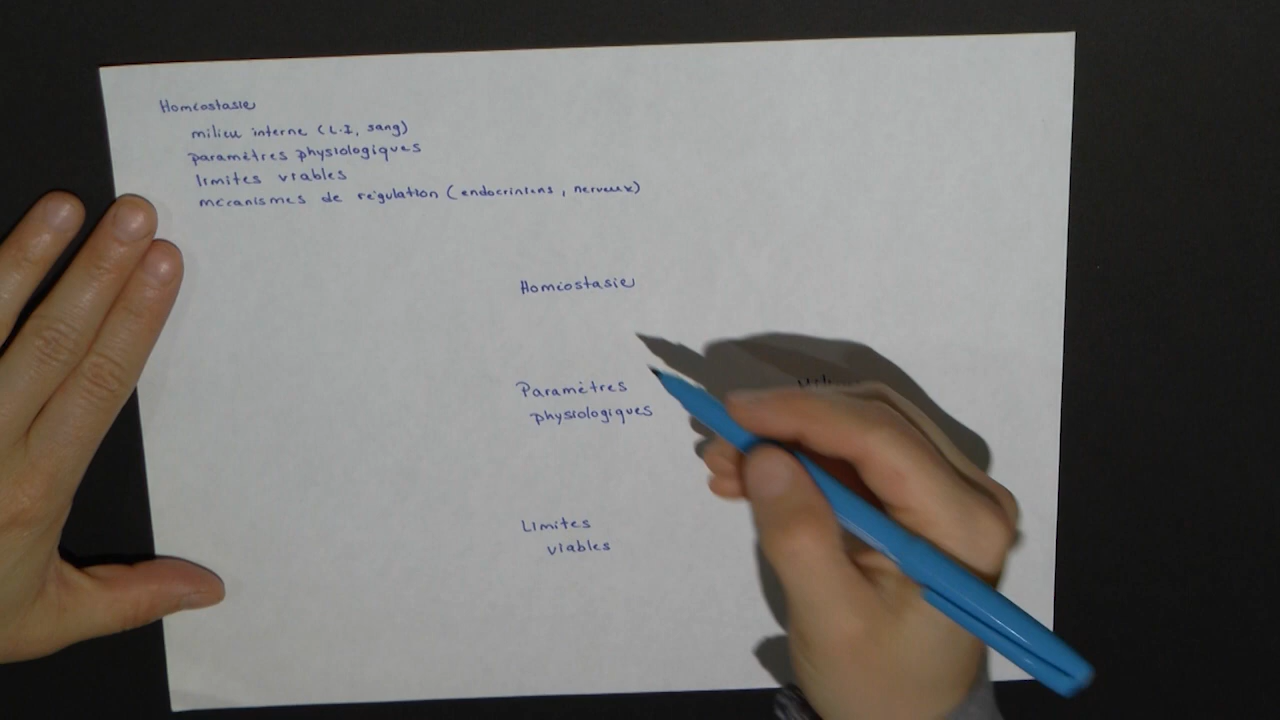 Homéostasie
milieu interne (L.I, sang)
paramètres physiologiques
limites viables
mécanismes de régulation (endocriniens, nerveux)
Homéostasie
Paramètres
physiologiques
Limites
viables